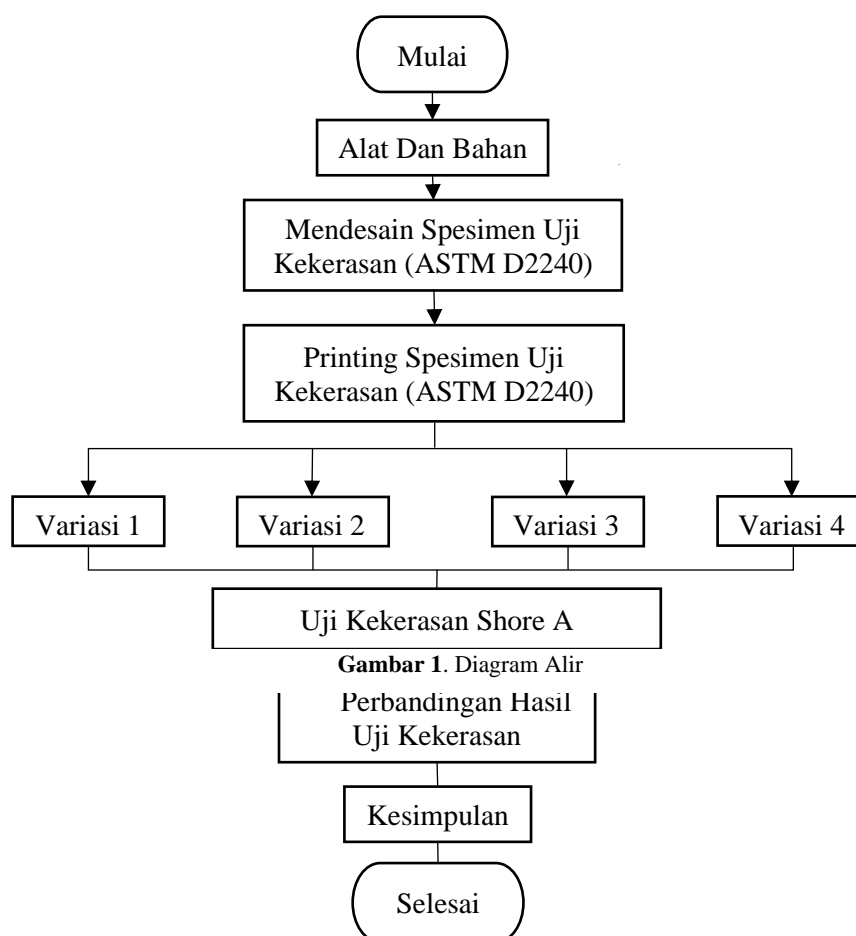 Mulai
Alat Dan Bahan
Mendesain Spesimen Uji
Kekerasan (ASTM D2240)
Printing Spesimen Uji
Kekerasan (ASTM D2240)
Variasi 1
Variasi 2
Variasi 3
Variasi 4
Uji Kekerasan Shore A
Gambar 1. Diagram Alir
Perbandingan Hasil
Uji Kekerasan
Kesimpulan
Selesai